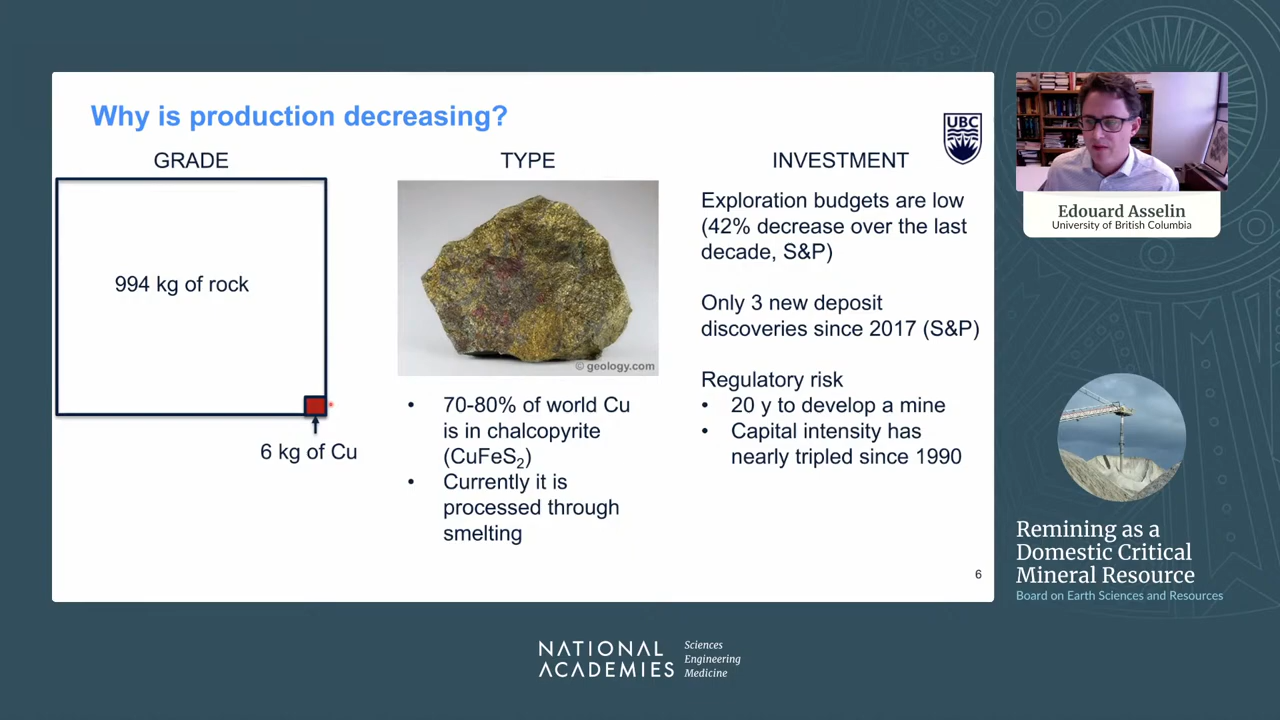 Why is production decreasing?
UBC
GRADE
994 kg of rock
6 kg of Cu
TYPE
© geology.com
• 70-80% of world Cu
is in chalcopyrite
(CuFeS₂)
• Currently it is
processed through
smelting
INVESTMENT
Exploration budgets are low
(42% decrease over the last
decade, S&P)
Only 3 new deposit
discoveries since 2017 (S&P)
Regulatory risk
• 20 y to develop a mine
• Capital intensity has
nearly tripled since 1990
6
Edouard Asselin
University of British Columbia
Remining as a
Domestic Critical
Mineral Resource
Board on Earth Sciences and Resources
NATIONAL
ACADEMIES
Sciences
Engineering
Medicine